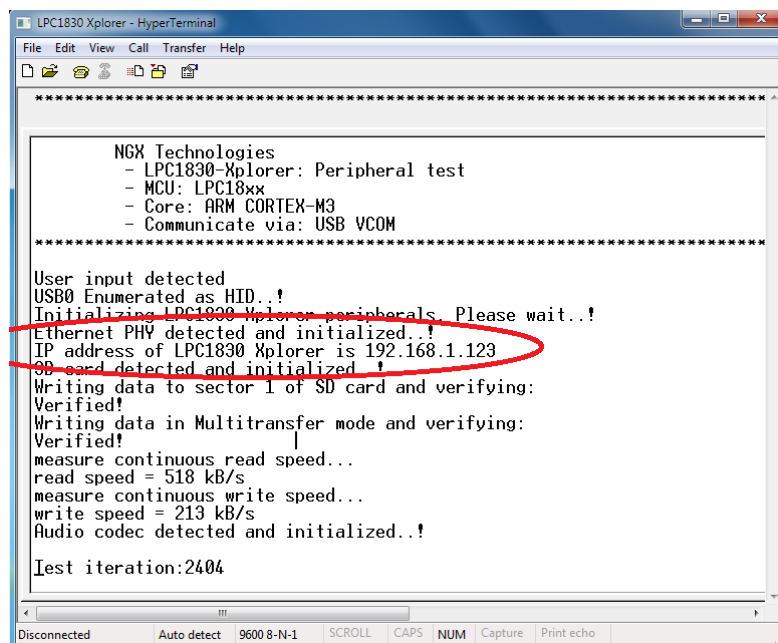 LPC1830 Xplorer - HyperTerminal
File Edit View Call Transfer Help
*************************************************************************
NGX Technologies
- LPC1830-Xplorer: Peripheral test
- MCU: LPC18xx
- Core: ARM CORTEX-M3
- Communicate via: USB VCOM
*************************************************************************
User input detected
USB0 Enumerated as HID..!
Initializing LPC1830 Xplorer peripherals. Please wait..!
Ethernet PHY detected and initialized..!
IP address of LPC1830 Xplorer is 192.168.1.123
SD card detected and initialized..!
Writing data to sector 1 of SD card and verifying:
Verified!
Writing data in Multitransfer mode and verifying:
Verified!
measure continuous read speed...
read speed = 518 kB/s
measure continuous write speed...
write speed = 213 kB/s
Audio codec detected and initialized..!
Test iteration:2404
Disconnected Auto detect 9600 8-N-1 SCROLL CAPS NUM Capture Print echo